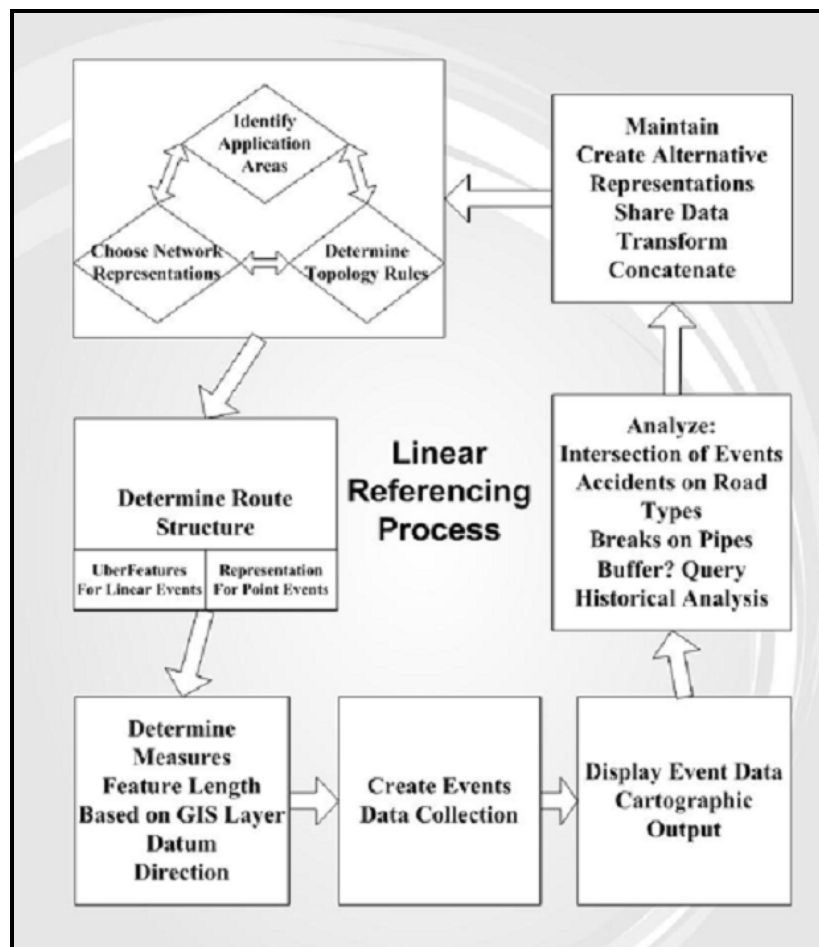 Identify
Application
Areas
Choose Network
Representations
Determine
Topology Rules
Determine Route
Structure
UberFeatures
For Linear Events
Representation
For Point Events
Determine
Measures
Feature Length
Based on GIS Layer
Datum
Direction
Create Events
Data Collection
Display Event Data
Cartographic
Output
Analyze:
Intersection of Events
Accidents on Road
Types
Breaks on Pipes
Buffer? Query
Historical Analysis
Maintain
Create Alternative
Representations
Share Data
Transform
Concatenate
Linear
Referencing
Process